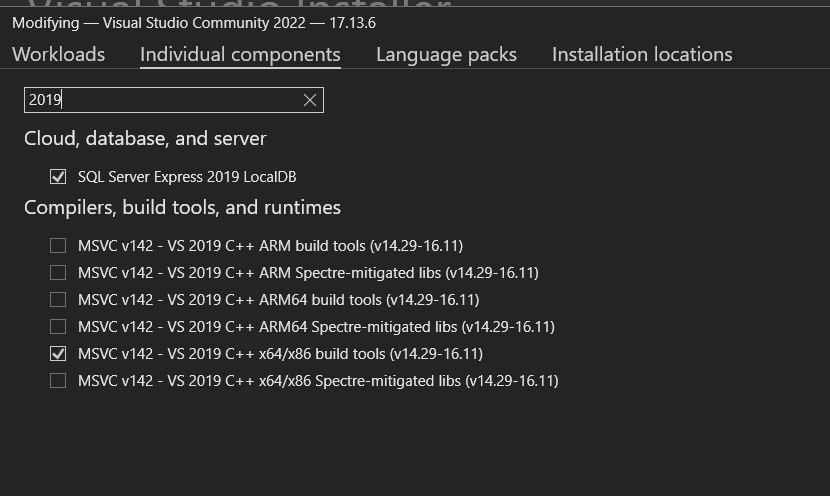 Visual Studio Installer
Modifying — Visual Studio Community 2022 — 17.13.6
Workloads Individual components Language packs Installation locations
2019
Cloud, database, and server
SQL Server Express 2019 LocalDB
Compilers, build tools, and runtimes
MSVC v142 - VS 2019 C++ ARM build tools (v14.29-16.11)
MSVC v142 - VS 2019 C++ ARM Spectre-mitigated libs (v14.29-16.11)
MSVC v142 - VS 2019 C++ ARM64 build tools (v14.29-16.11)
MSVC v142 - VS 2019 C++ ARM64 Spectre-mitigated libs (v14.29-16.11)
MSVC v142 - VS 2019 C++ x64/x86 build tools (v14.29-16.11)
MSVC v142 - VS 2019 C++ x64/x86 Spectre-mitigated libs (v14.29-16.11)